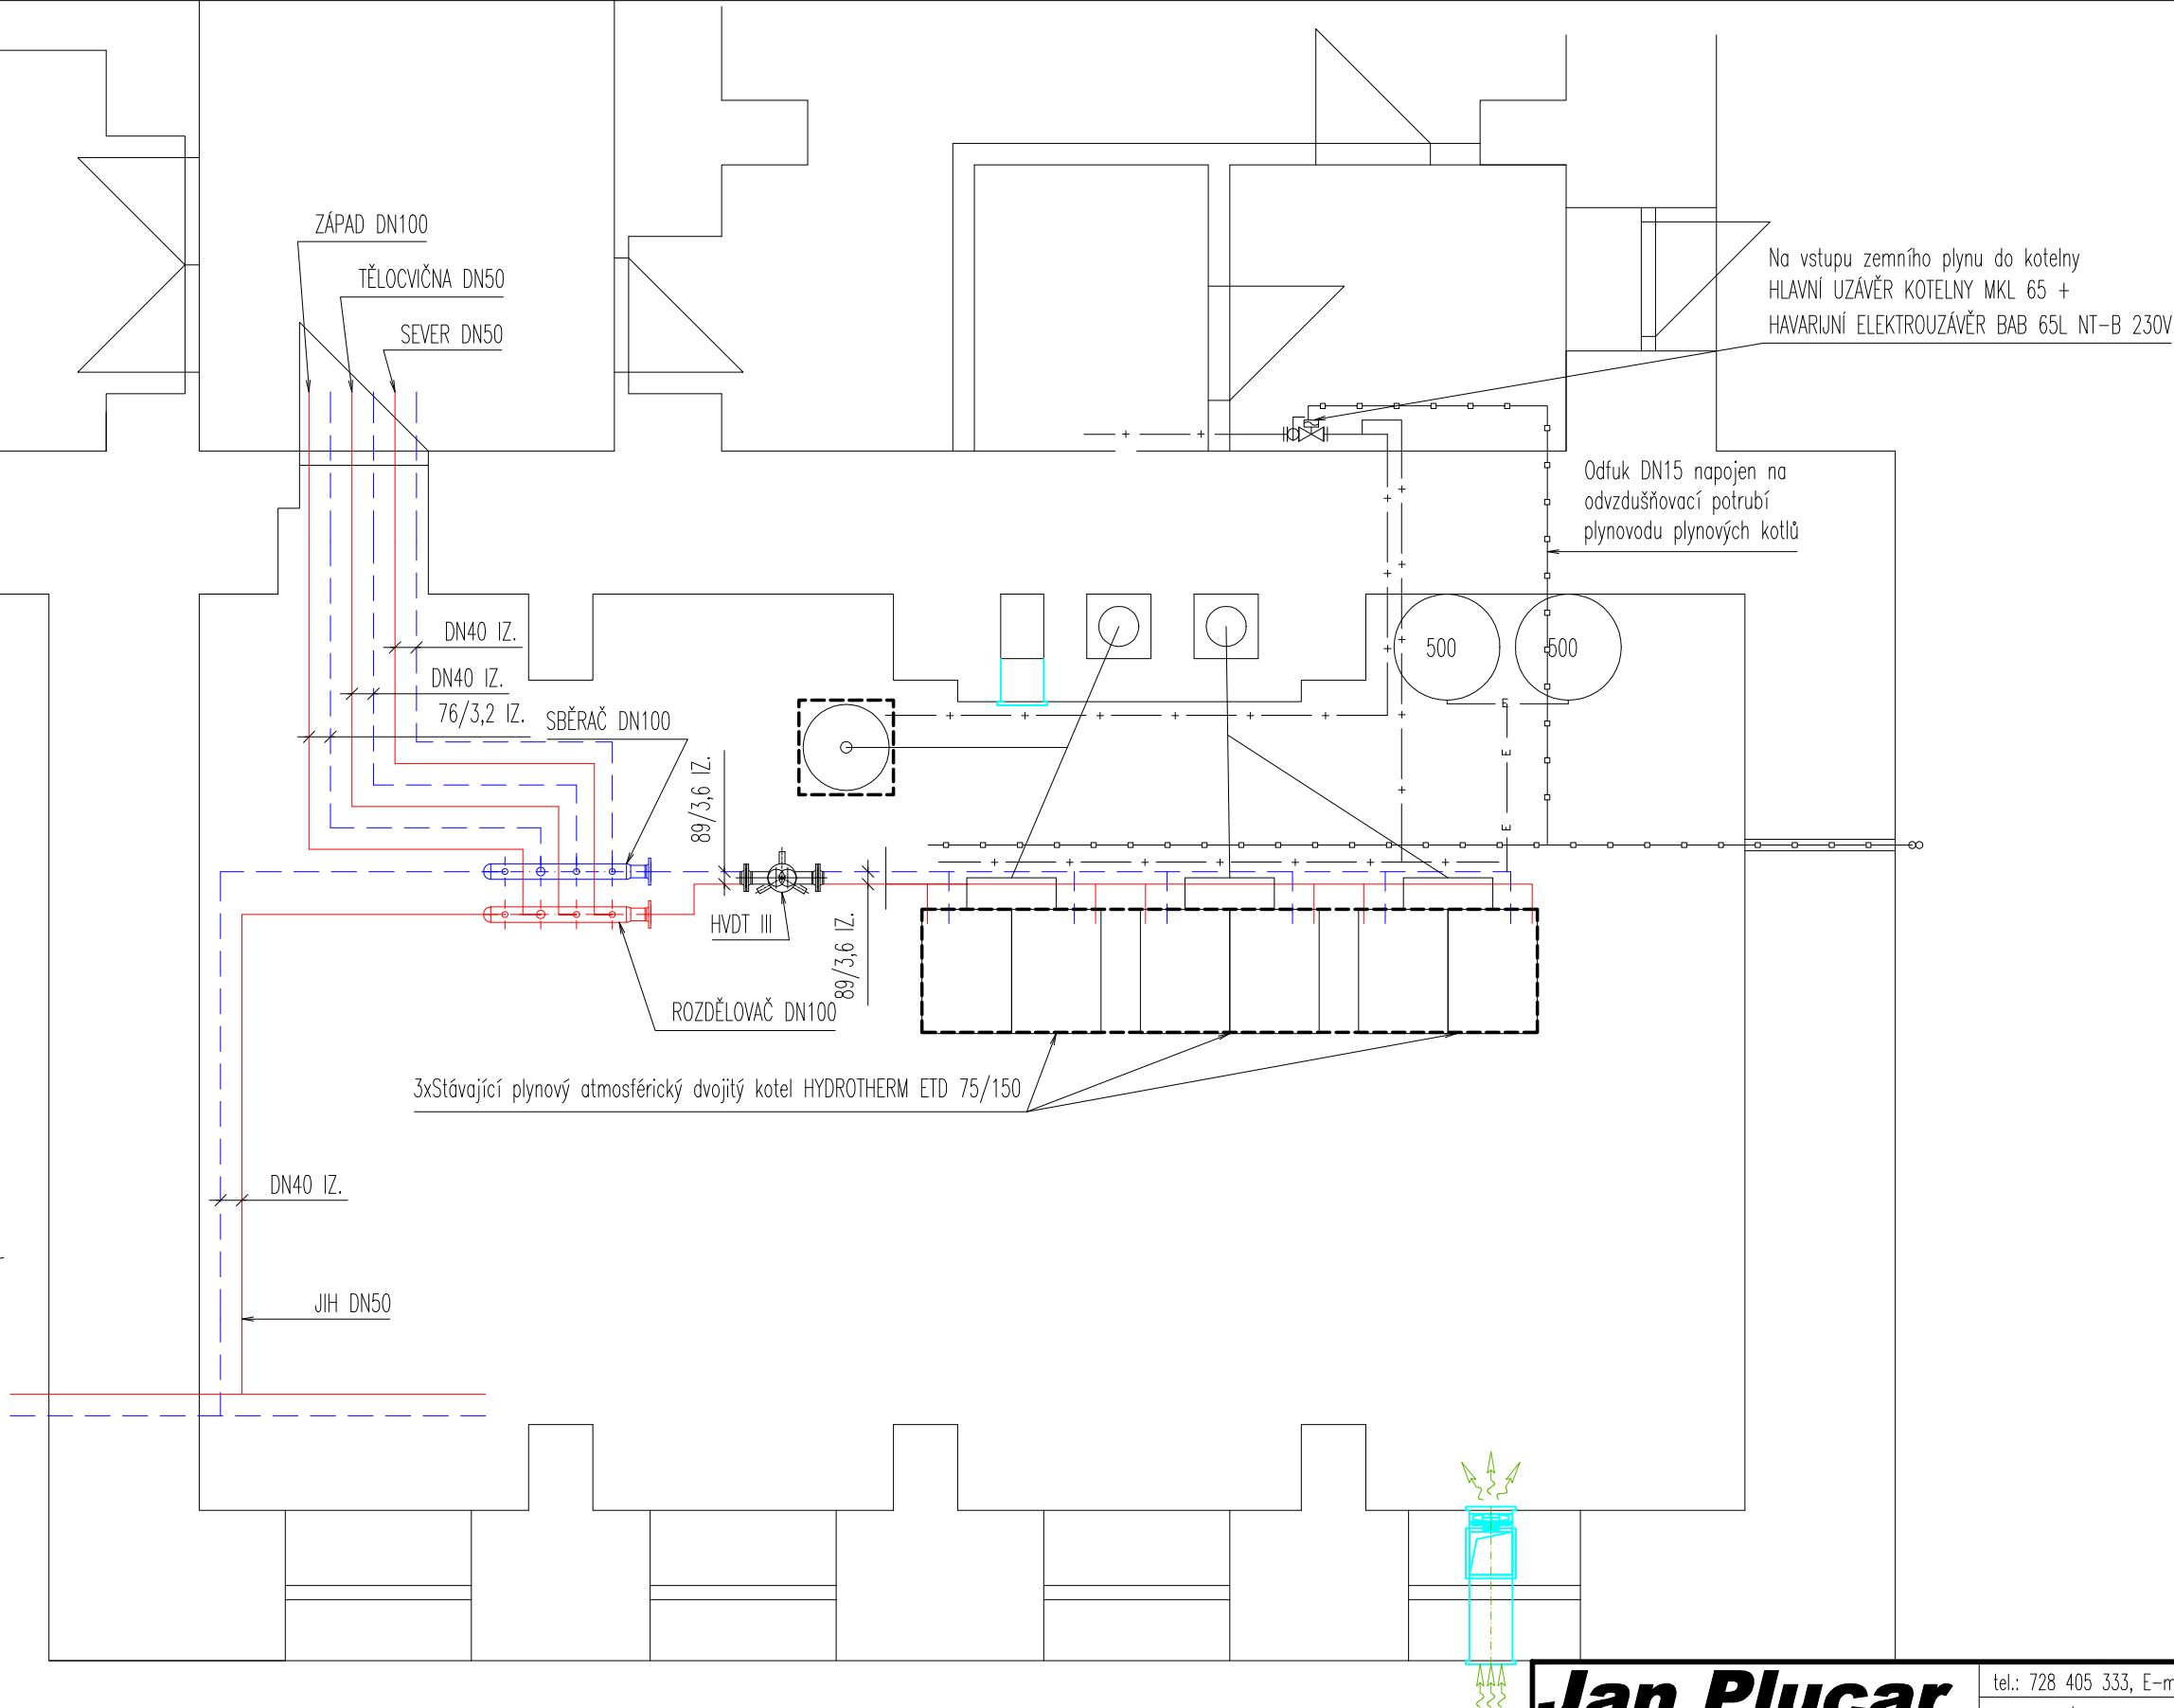 ZÁPAD DN100
TĚLOCVIČNA DN50
SEVER DN50
Na vstupu zemního plynu do kotelny
HLAVNÍ UZÁVĚR KOTELNY MKL 65 +
HAVARIJNÍ ELEKTROUZÁVĚR BAB 65L NT-B 230V
Odfuk DN15 napojen na
odvzdušňovací potrubí
plynovodu plynových kotlů
DN40 IZ.
DN40 IZ.
76/3,2 IZ.
SBĚRAČ DN100
500
500
E
E
E
89/3,6 IZ.
HVDT III
89/3,6 IZ.
ROZDĚLOVAČ DN100
3xStávající plynový atmosférický dvojitý kotel HYDROTHERM ETD 75/150
DN40 IZ.
JIH DN50
Jan Plucar
tel.: 728 405 333, E-m